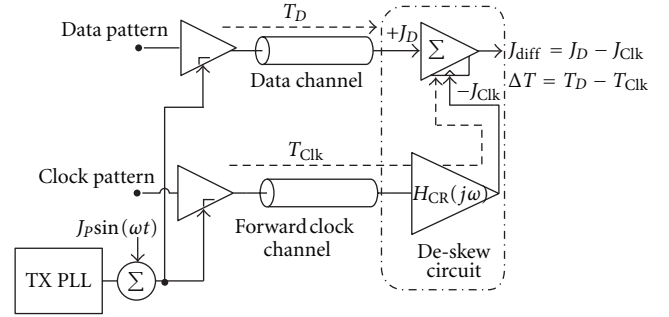 Data pattern
T_D
+J_D
Σ
J_diff = J_D − J_Clk
ΔT = T_D − T_Clk
Data channel
−J_Clk
T_Clk
Clock pattern
H_CR(jω)
J_P sin(ωt)
Forward clock
channel
De-skew
circuit
TX PLL
Σ